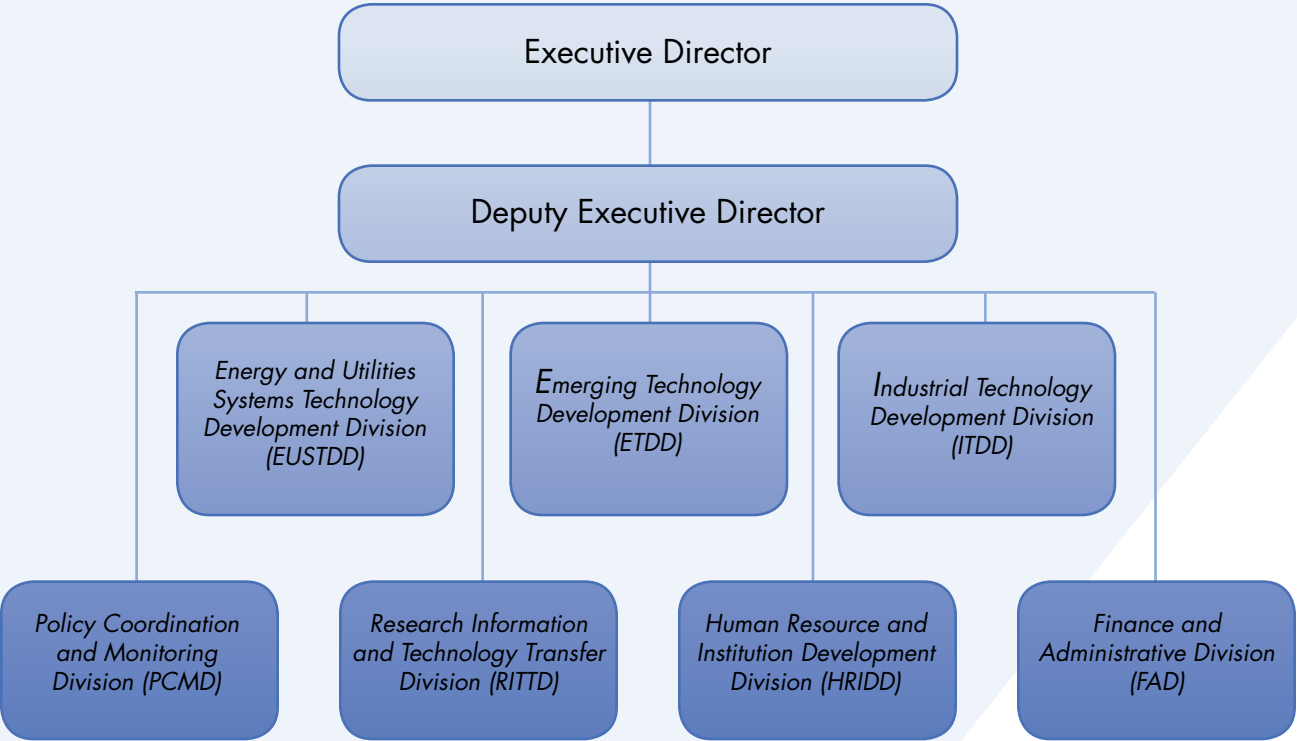 Executive Director
Deputy Executive Director
Energy and Utilities
Systems Technology
Development Division
(EUSTDD)
Emerging Technology
Development Division
(ETDD)
Industrial Technology
Development Division
(ITDD)
Policy Coordination
and Monitoring
Division (PCMD)
Research Information
and Technology Transfer
Division (RITTD)
Human Resource and
Institution Development
Division (HRIDD)
Finance and
Administrative Division
(FAD)